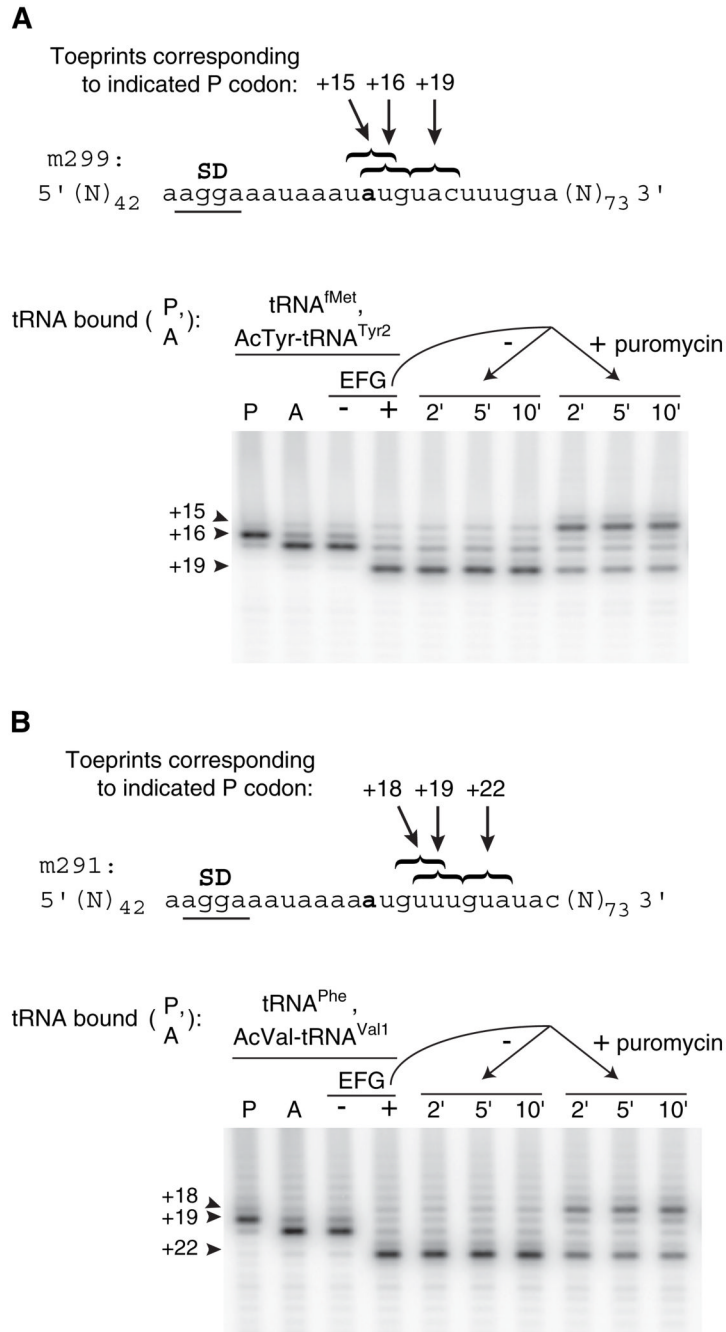 A
Toeprints corresponding
to indicated P codon: +15 +16 +19
m299: SD
5'(N)42 aaggaaauaaauauguacuuugua(N)73 3'
tRNA bound (P, A): tRNAfMet,
AcTyr-tRNATyr2
- + puromycin
EFG
P A - + 2' 5' 10' 2' 5' 10'
+15
+16
+19
B
Toeprints corresponding
to indicated P codon: +18 +19 +22
m291: SD
5'(N)42 aaggaaauaaaaauguuuguauac(N)73 3'
tRNA bound (P, A): tRNAPhe,
AcVal-tRNAVal1
- + puromycin
EFG
P A - + 2' 5' 10' 2' 5' 10'
+18
+19
+22